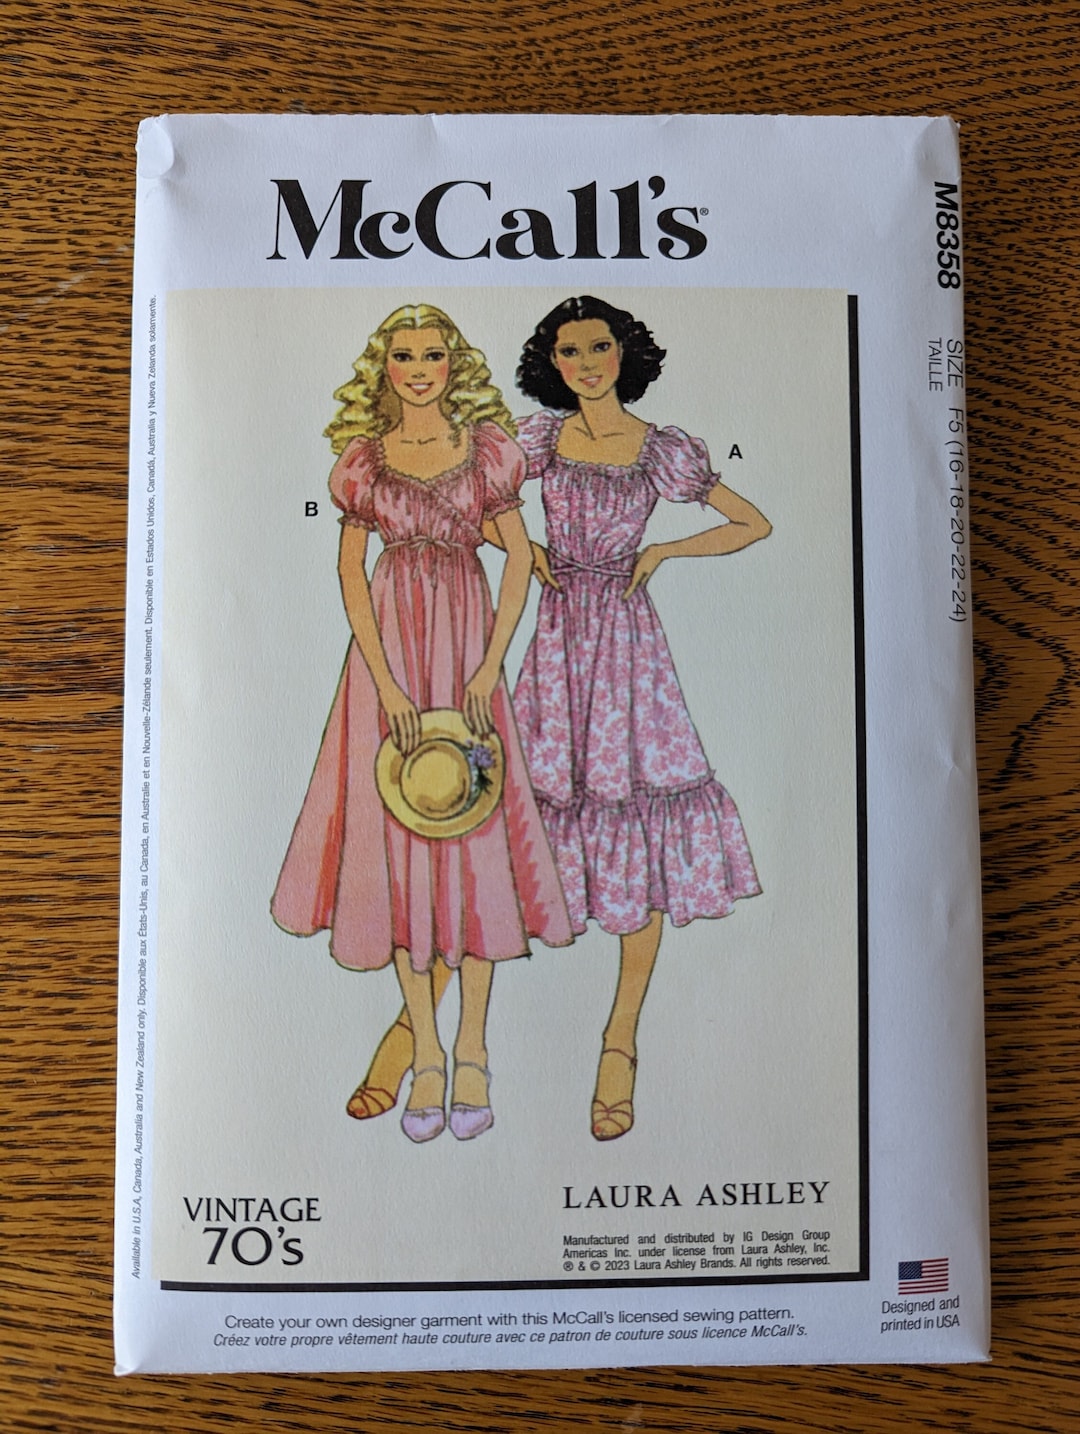 McCall's®
M8358
SIZE F5 (16-18-20-22-24)
TAILLE
Available in U.S.A, Canada, Australia and New Zealand only. Disponible aux États-Unis, au Canada, en Australie et en Nouvelle-Zélande seulement. Disponible en Estados Unidos, Canadá, Australia y Nueva Zelanda solamente.
A
B
VINTAGE
70's
LAURA ASHLEY
Manufactured and distributed by IG Design Group
Americas Inc. under license from Laura Ashley, Inc.
® & © 2023 Laura Ashley Brands. All rights reserved.
Designed and
printed in USA
Create your own designer garment with this McCall's licensed sewing pattern.
Créez votre propre vêtement haute couture avec ce patron de couture sous licence McCall's.